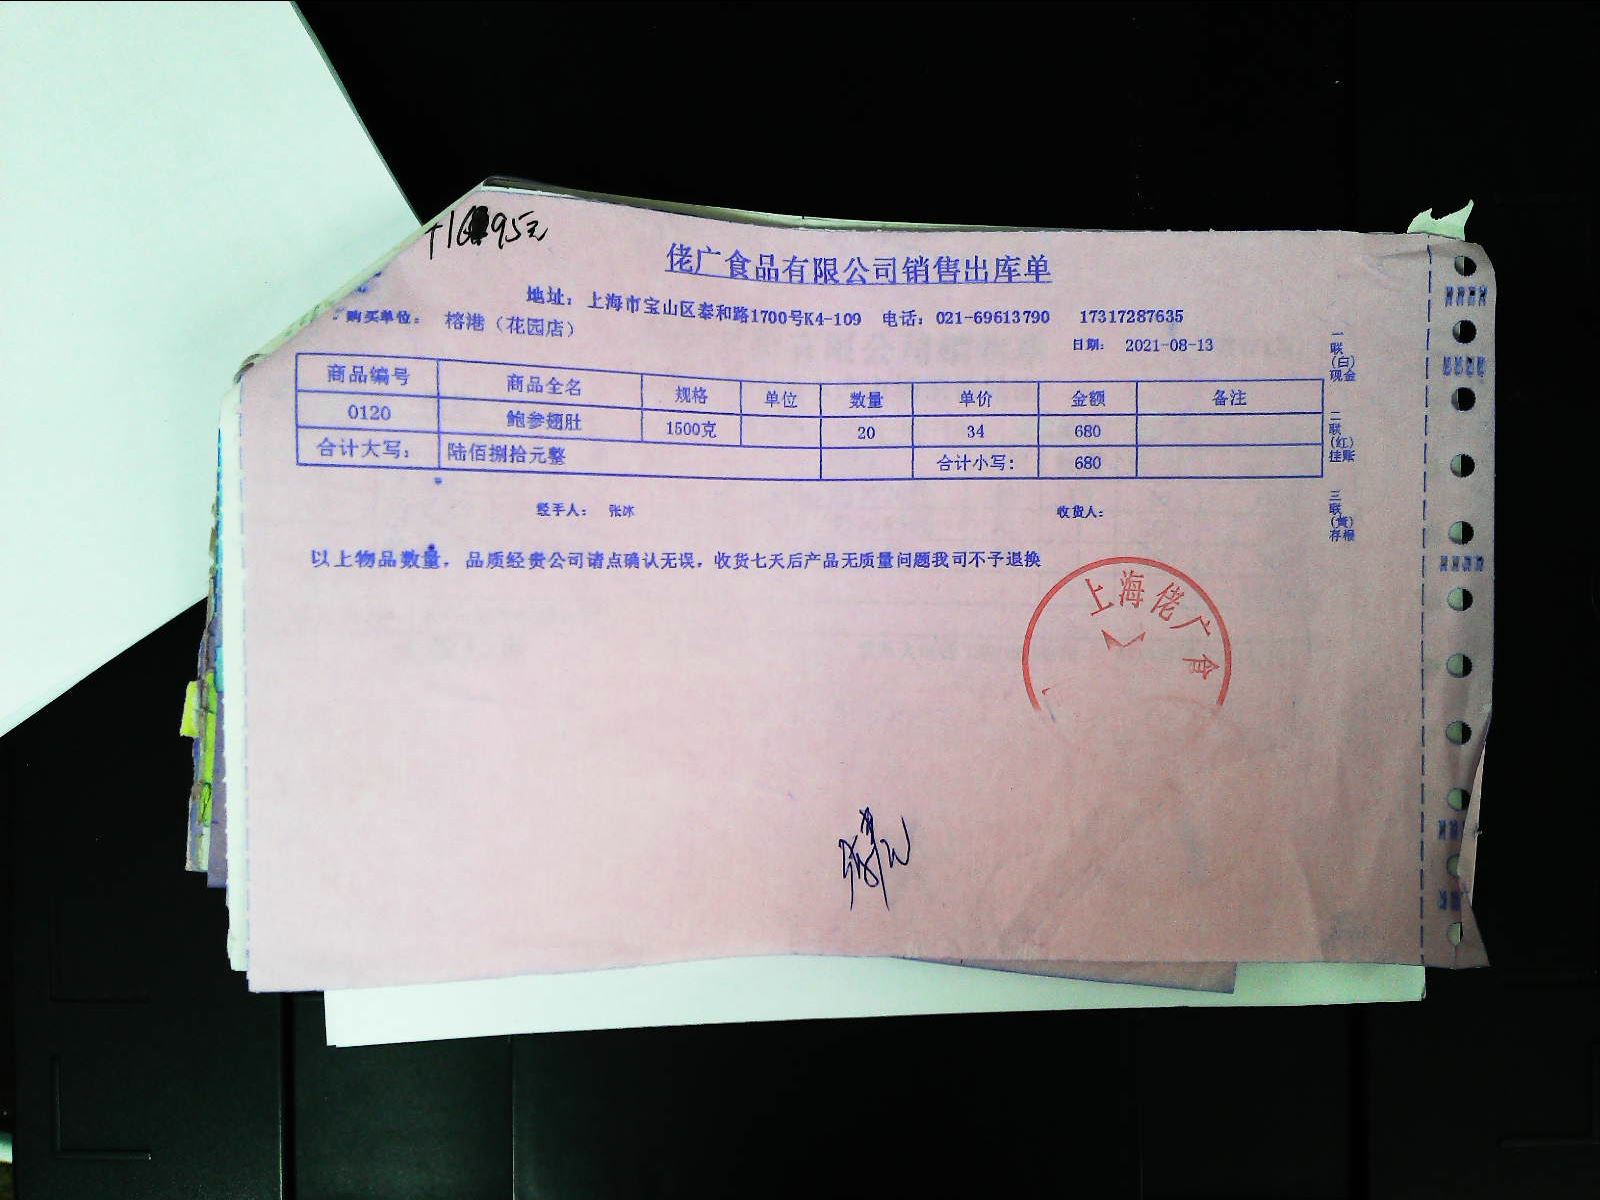 佬广食品有限公司销售出库单
地址：上海市宝山区泰和路1700号K4-109 电话：021-69613790 17317287635
购买单位： 榕港（花园店）
日期： 2021-08-13
商品编号 商品全名 规格 单位 数量 单价 金额 备注
0120 鲍参翅肚 1500克 20 34 680
合计大写： 陆佰捌拾元整 合计小写： 680
经手人： 张冰 收货人：
以上物品数量，品质经贵公司请点确认无误，收货七天后产品无质量问题我司不予退换
一联(白)现金
二联(红)挂账
三联(黄)存根
上海佬广食